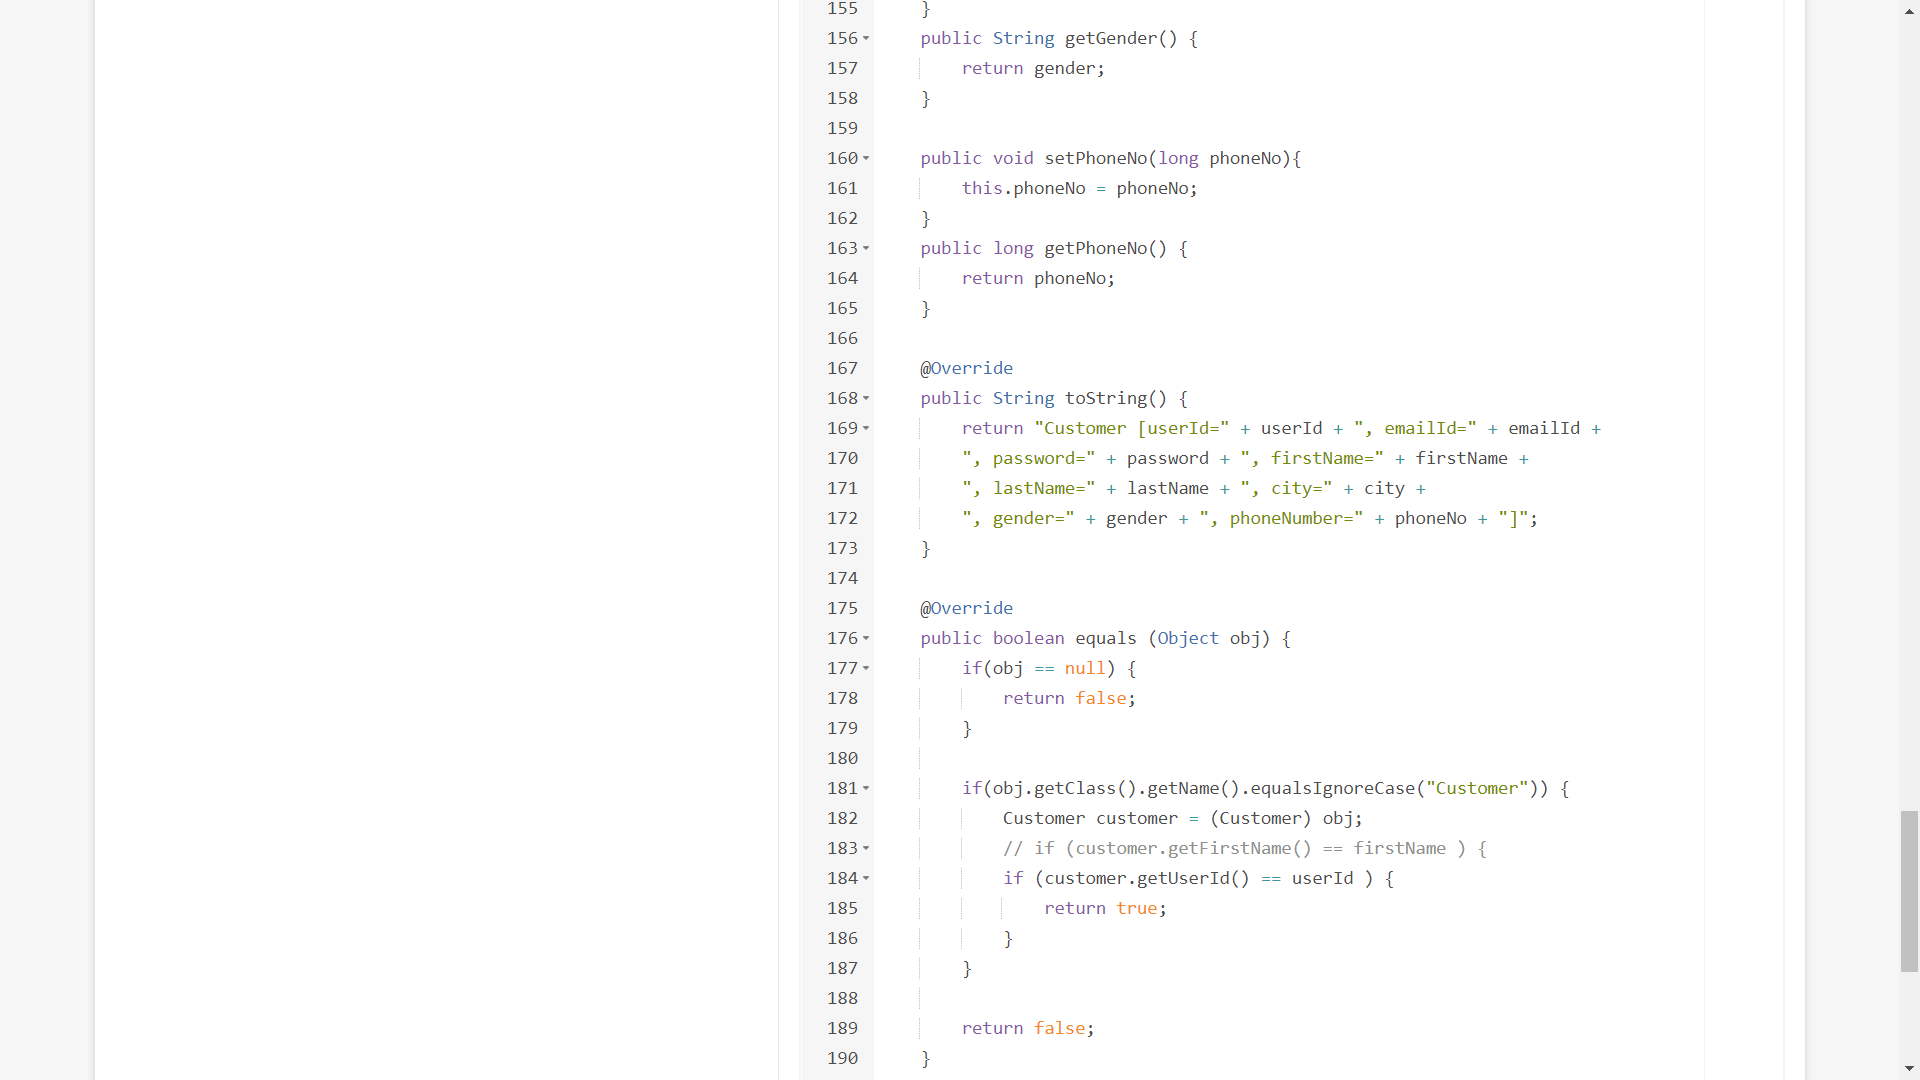 155 }
156 public String getGender() {
157 return gender;
158 }
159
160 public void setPhoneNo(long phoneNo){
161 this.phoneNo = phoneNo;
162 }
163 public long getPhoneNo() {
164 return phoneNo;
165 }
166
167 @Override
168 public String toString() {
169 return "Customer [userId=" + userId + ", emailId=" + emailId +
170 ", password=" + password + ", firstName=" + firstName +
171 ", lastName=" + lastName + ", city=" + city +
172 ", gender=" + gender + ", phoneNumber=" + phoneNo + "]";
173 }
174
175 @Override
176 public boolean equals (Object obj) {
177 if(obj == null) {
178 return false;
179 }
180
181 if(obj.getClass().getName().equalsIgnoreCase("Customer")) {
182 Customer customer = (Customer) obj;
183 // if (customer.getFirstName() == firstName ) {
184 if (customer.getUserId() == userId ) {
185 return true;
186 }
187 }
188
189 return false;
190 }